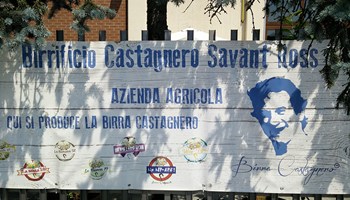 Birrificio Castagnero Savant Ross
AZIENDA AGRICOLA
QUI SI PRODUCE LA BIRRA CASTAGNERO
Birra Castagnero